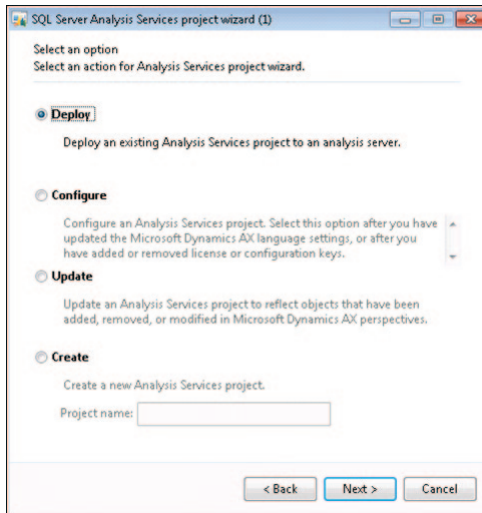 SQL Server Analysis Services project wizard (1)
Select an option
Select an action for Analysis Services project wizard.
Deploy
Deploy an existing Analysis Services project to an analysis server.
Configure
Configure an Analysis Services project. Select this option after you have
updated the Microsoft Dynamics AX language settings, or after you
have added or removed license or configuration keys.
Update
Update an Analysis Services project to reflect objects that have been
added, removed, or modified in Microsoft Dynamics AX perspectives.
Create
Create a new Analysis Services project.
Project name:
< Back Next > Cancel